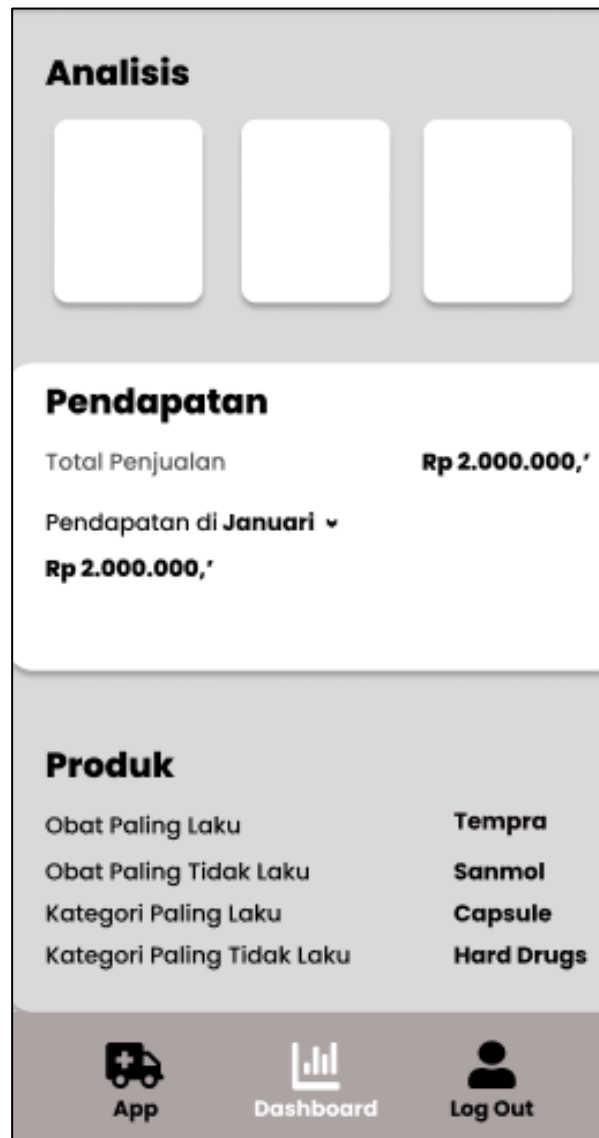 Analisis
Pendapatan
Total Penjualan Rp 2.000.000,'
Pendapatan di Januari
Rp 2.000.000,'
Produk
Obat Paling Laku Tempra
Obat Paling Tidak Laku Sanmol
Kategori Paling Laku Capsule
Kategori Paling Tidak Laku Hard Drugs
App Dashboard Log Out